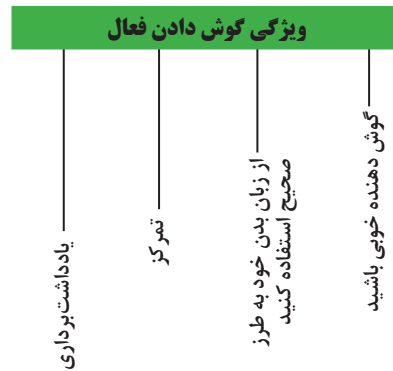 ویژگی گوش دادن فعال
گوش دهنده خوبی باشید
از زبان بدن خود به طرز
صحیح استفاده کنید
تمرکز
یادداشت‌برداری